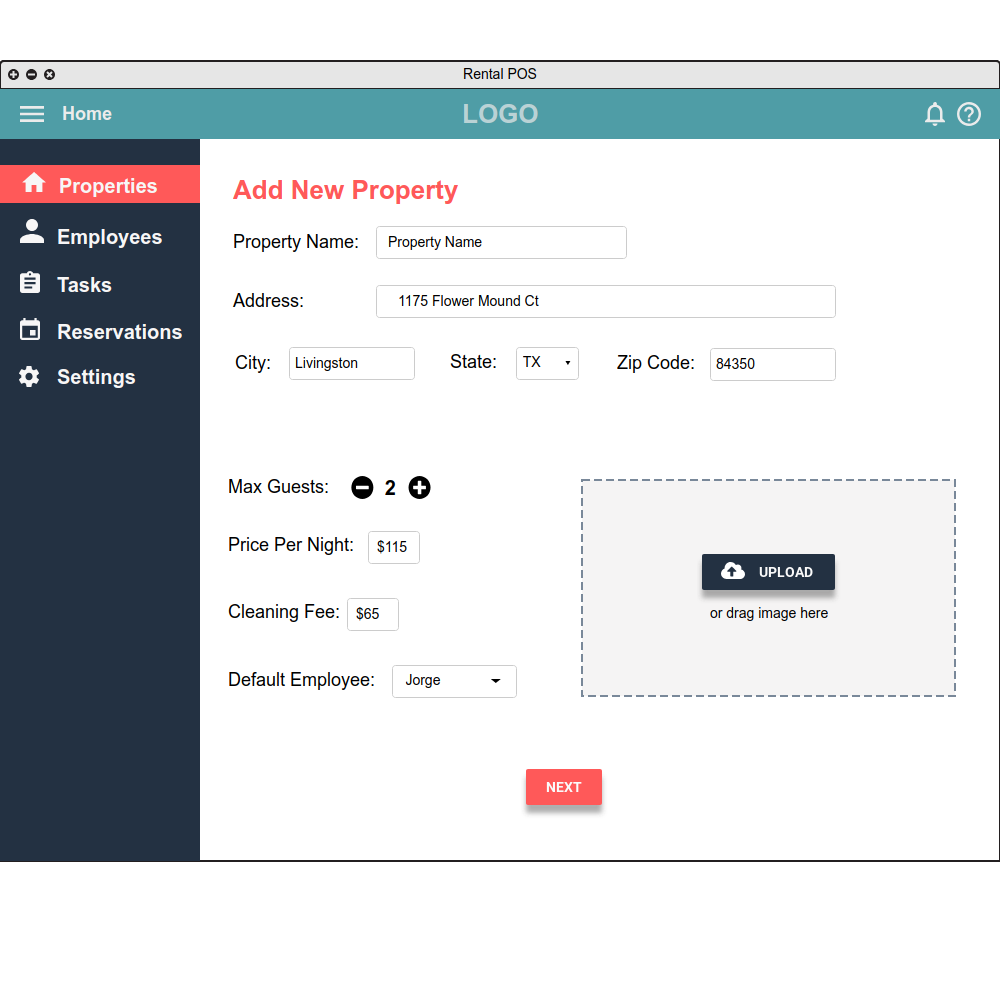 Rental POS
Home LOGO
Properties
Employees
Tasks
Reservations
Settings
Add New Property
Property Name: Property Name
Address: 1175 Flower Mound Ct
City: Livingston State: TX Zip Code: 84350
Max Guests: 2
Price Per Night: $115
Cleaning Fee: $65
Default Employee: Jorge
UPLOAD
or drag image here
NEXT